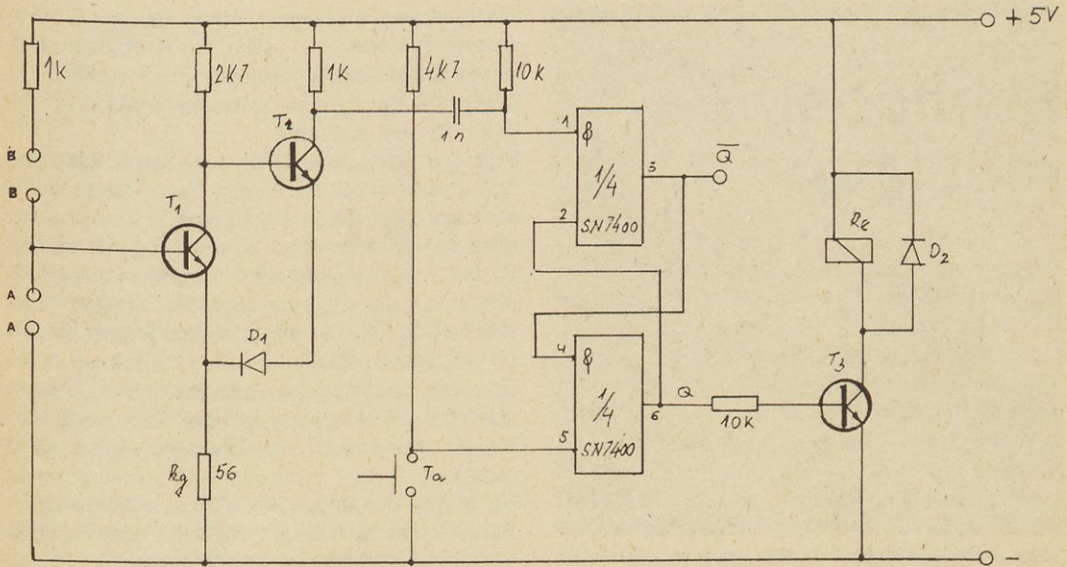 + 5V
1k
2K7
1k
4K7
10k
1n
T1
T2
B
B
A
A
D1
Rg
56
Ta
1
&
1/4
SN7400
2
3
Q̅
4
&
1/4
SN7400
5
6
Q
10K
T3
D2
-